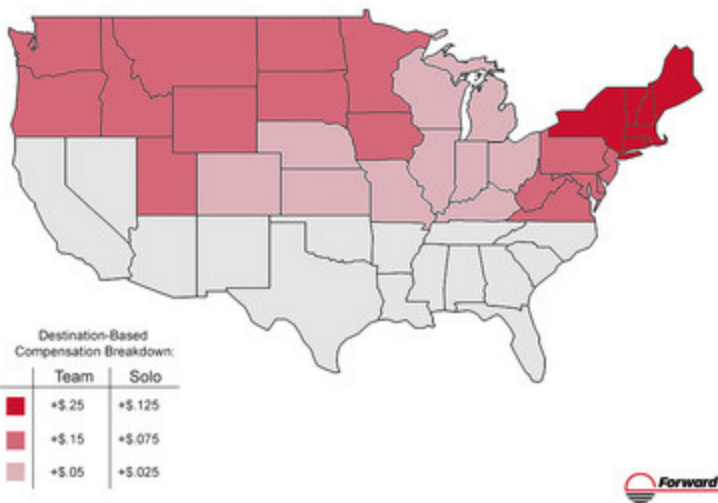 Destination-Based
Compensation Breakdown:
Team Solo
+$.25 +$.125
+$.15 +$.075
+$.05 +$.025
Forward